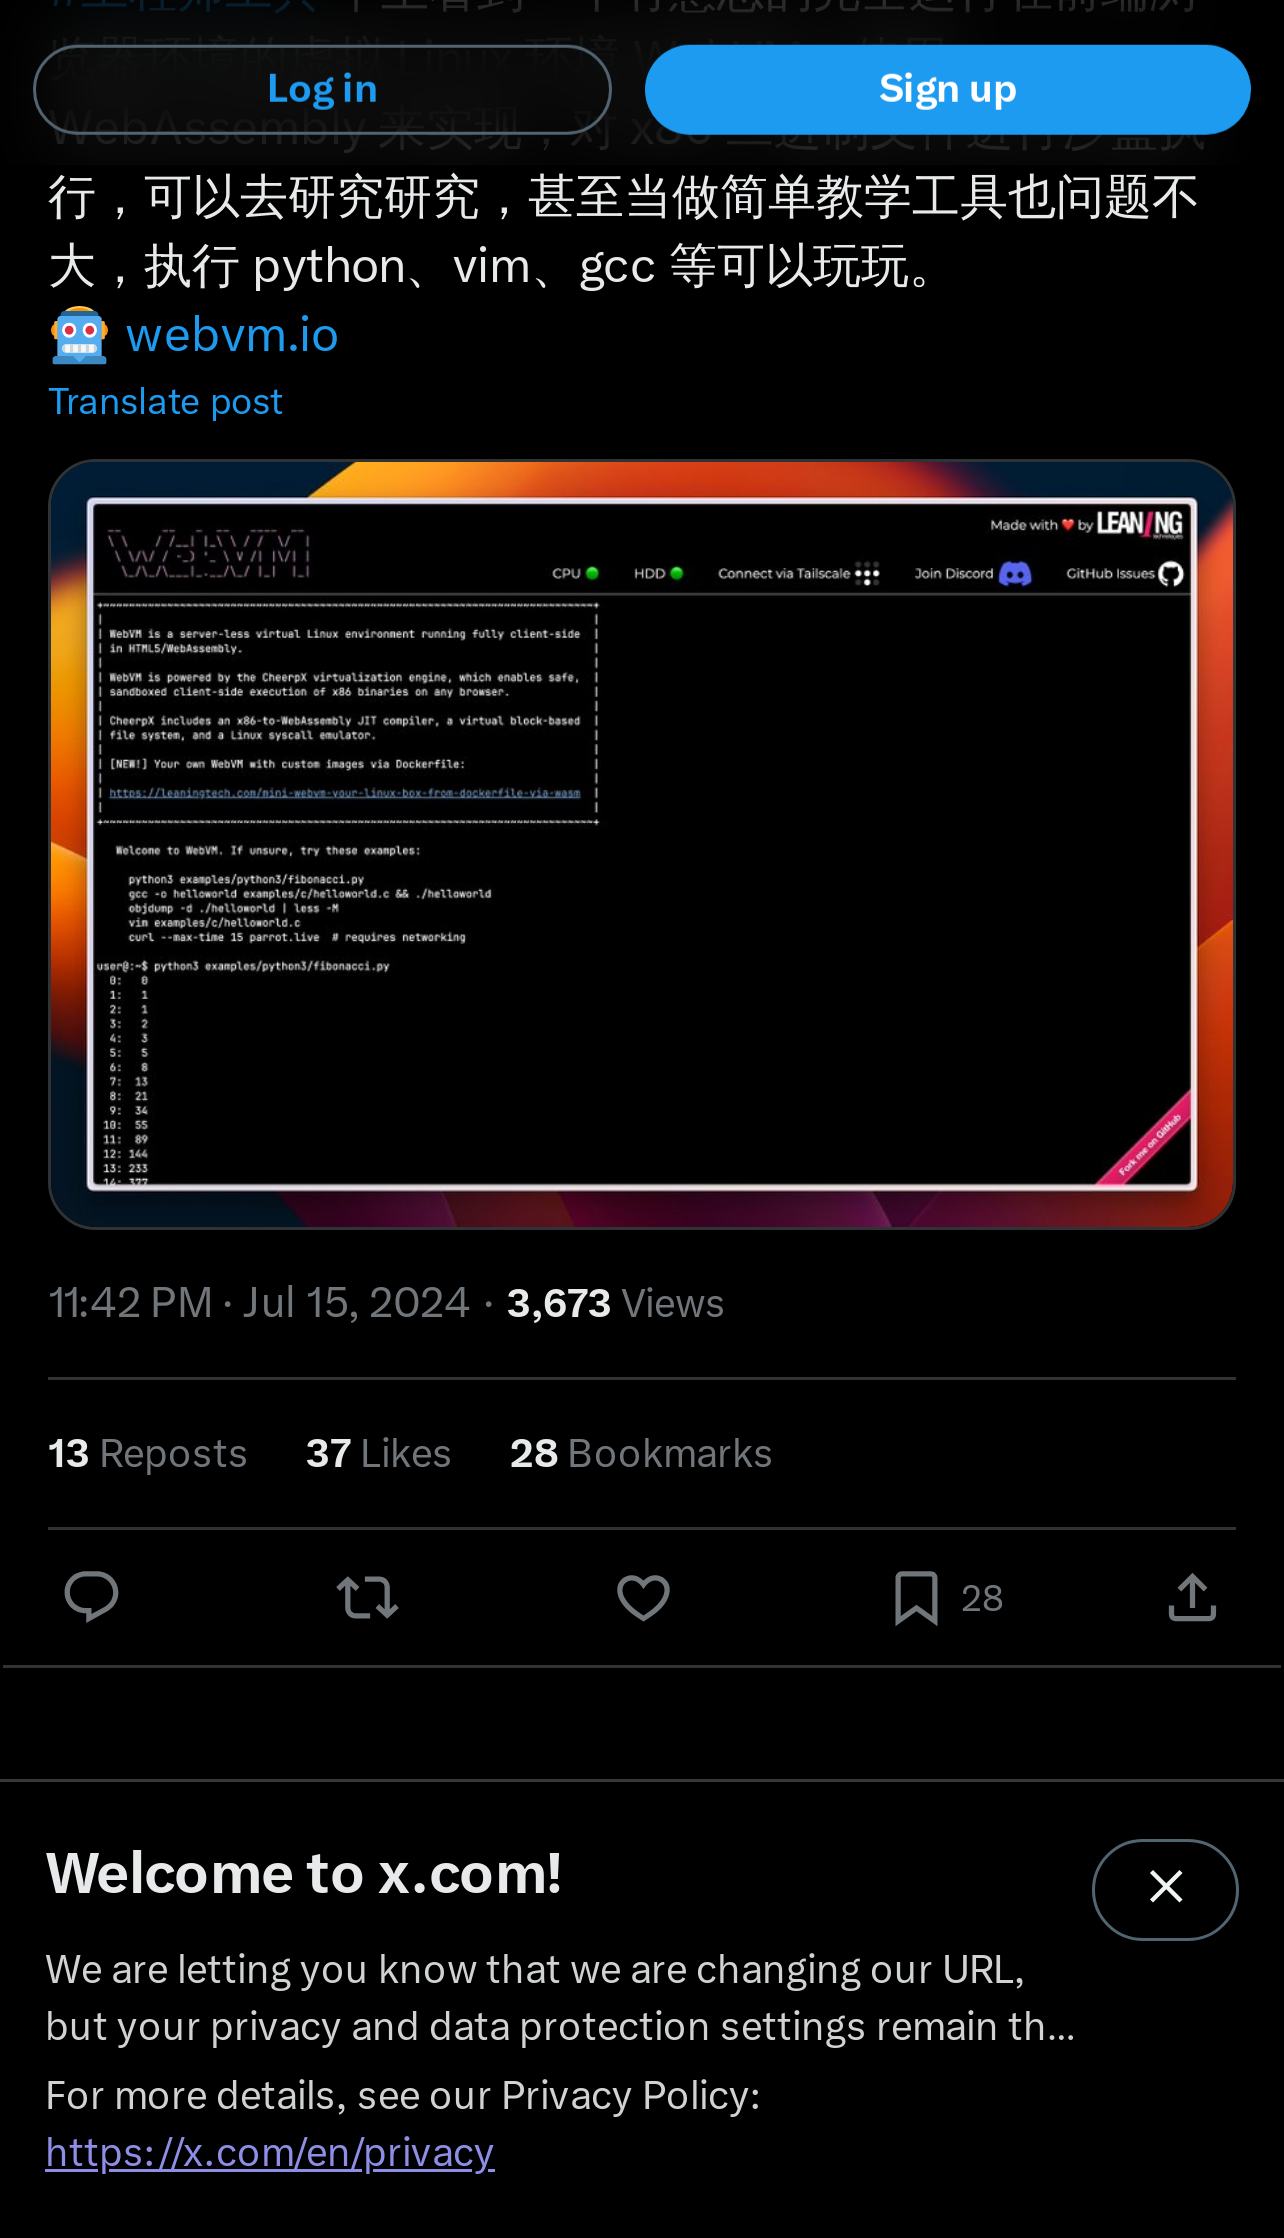 Log in
Sign up
WebAssembly 来实现，对 x86 二进制文件进行沙盒执
行，可以去研究研究，甚至当做简单教学工具也问题不
大，执行 python、vim、gcc 等可以玩玩。
webvm.io
Translate post
Made with ❤️ by LEANING
WebVM
CPU
HDD
Connect via Tailscale
Join Discord
GitHub Issues
WebVM is a server-less virtual Linux environment running fully client-side
in HTML5/WebAssembly.
WebVM is powered by the CheerpX virtualization engine, which enables safe,
sandboxed client-side execution of x86 binaries on any browser.
CheerpX includes an x86-to-WebAssembly JIT compiler, a virtual block-based
file system, and a Linux syscall emulator.
[NEW!] Your own WebVM with custom images via Dockerfile:
https://leaningtech.com/mini-webvm-your-linux-box-from-dockerfile-via-wasm
Welcome to WebVM. If unsure, try these examples:
python3 examples/python3/fibonacci.py
gcc -o helloworld examples/c/helloworld.c && ./helloworld
objdump -d ./helloworld | less -M
vim examples/c/helloworld.c
curl --max-time 15 parrot.live # requires networking
user@:~$ python3 examples/python3/fibonacci.py
0: 0
1: 1
2: 1
3: 2
4: 3
5: 5
6: 8
7: 13
8: 21
9: 34
10: 55
11: 89
12: 144
13: 233
14: 377
Fork me on GitHub
11:42 PM · Jul 15, 2024 · 3,673 Views
13 Reposts 37 Likes 28 Bookmarks
28
Welcome to x.com!
We are letting you know that we are changing our URL,
but your privacy and data protection settings remain th...
For more details, see our Privacy Policy:
https://x.com/en/privacy